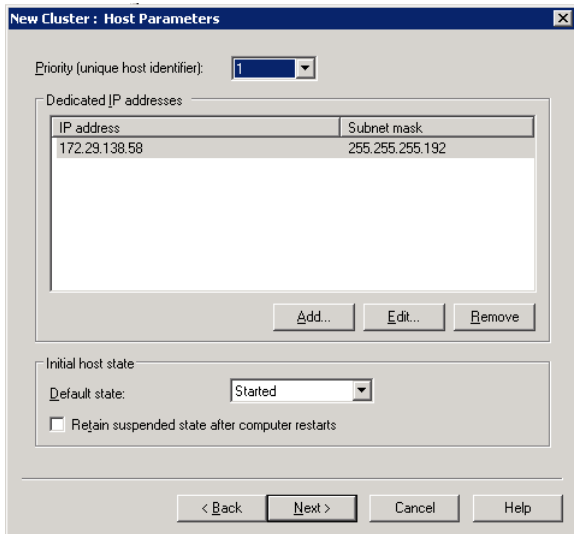 New Cluster : Host Parameters
Priority (unique host identifier): 1
Dedicated IP addresses
IP address Subnet mask
172.29.138.58 255.255.255.192
Add... Edit... Remove
Initial host state
Default state: Started
Retain suspended state after computer restarts
< Back Next > Cancel Help